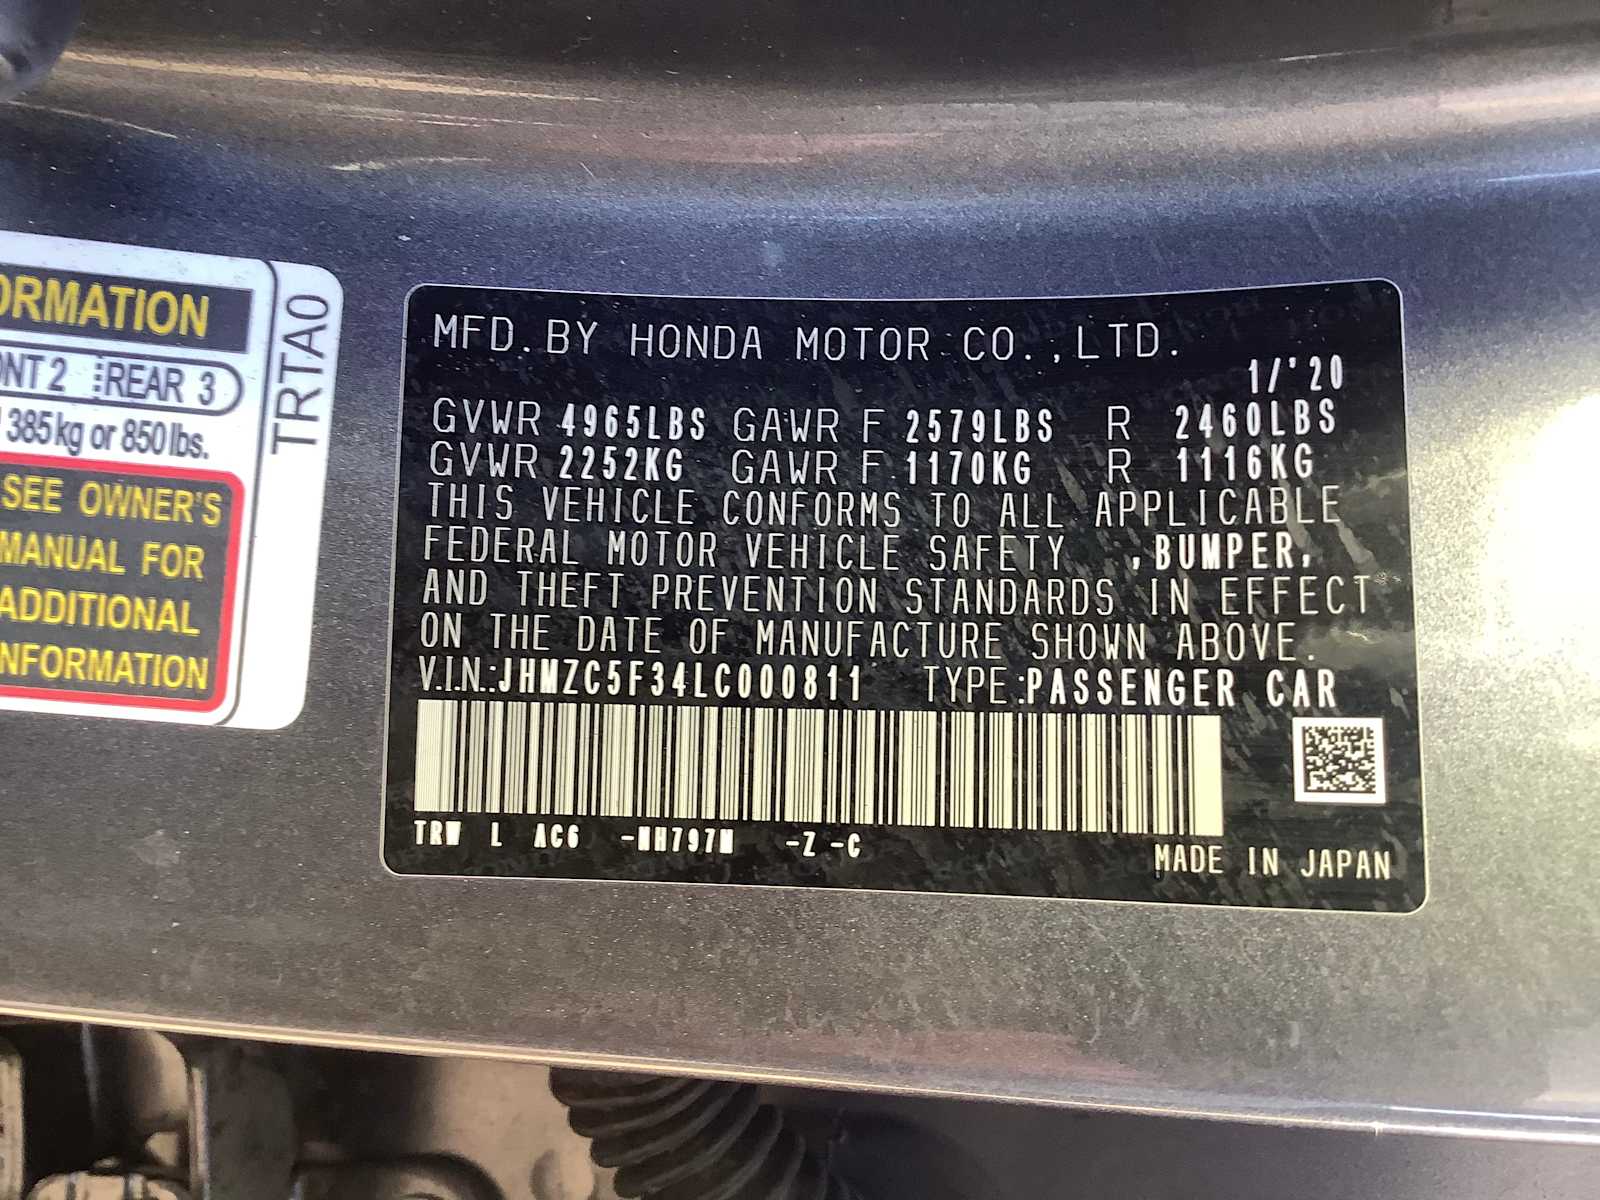 ORMATION
ONT 2 REAR 3
385 kg or 850 lbs.
SEE OWNER'S
MANUAL FOR
ADDITIONAL
INFORMATION
TRTA0
MFD. BY HONDA MOTOR CO., LTD.
1/'20
GVWR 4965LBS GAWR F 2579LBS R 2460LBS
GVWR 2252KG GAWR F 1170KG R 1116KG
THIS VEHICLE CONFORMS TO ALL APPLICABLE
FEDERAL MOTOR VEHICLE SAFETY , BUMPER,
AND THEFT PREVENTION STANDARDS IN EFFECT
ON THE DATE OF MANUFACTURE SHOWN ABOVE.
V.I.N.:JHMZC5F34LC000811 TYPE:PASSENGER CAR
TRW L AC6 -NH797M -Z -C
MADE IN JAPAN